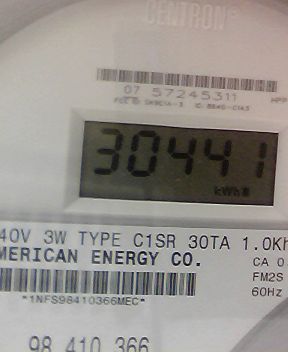 CENTRON®
07 57245311
30441
kWh
40V 3W TYPE C1SR 30TA 1.0Kh
MERICAN ENERGY CO.
CA 0
FM2S
60Hz
*1NFS98410366MEC*
98 410 366